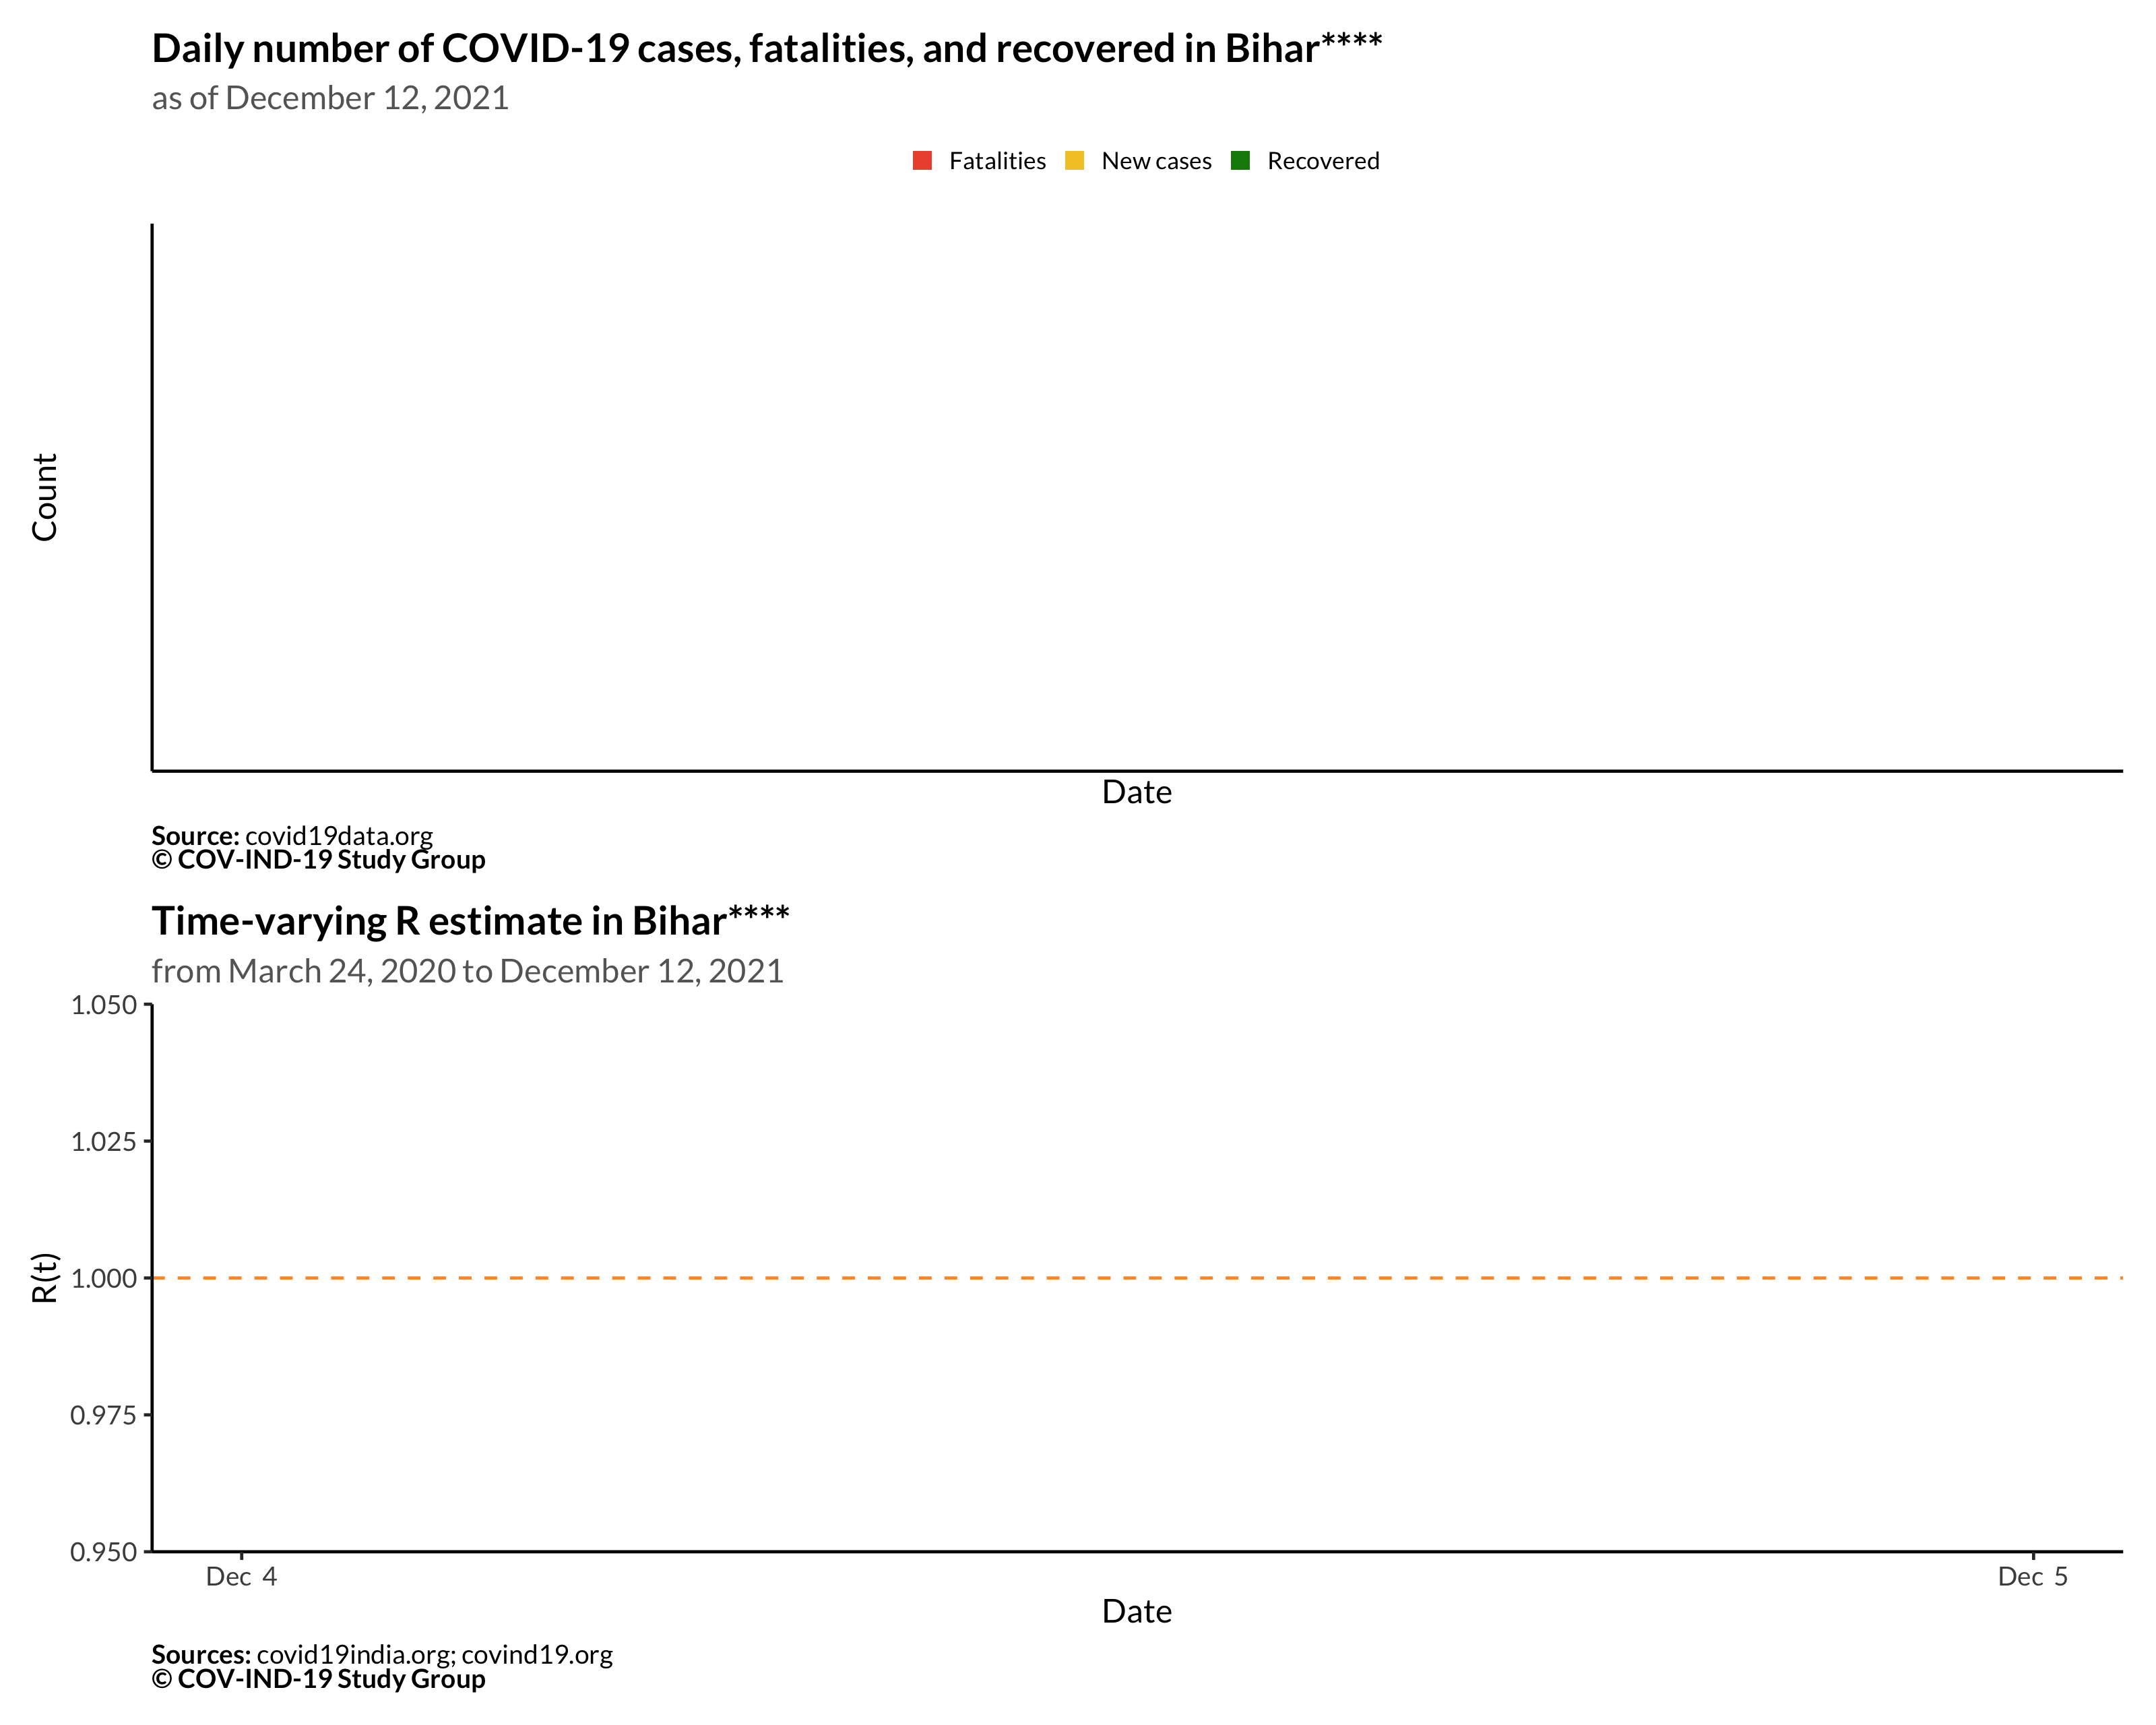 Daily number of COVID-19 cases, fatalities, and recovered in Bihar****
as of December 12, 2021
Fatalities New cases Recovered
Count
Date
Source: covid19data.org
© COV-IND-19 Study Group
Time-varying R estimate in Bihar****
from March 24, 2020 to December 12, 2021
1.050
1.025
R(t)
1.000
0.975
0.950
Dec 4 Dec 5
Date
Sources: covid19india.org; covind19.org
© COV-IND-19 Study Group